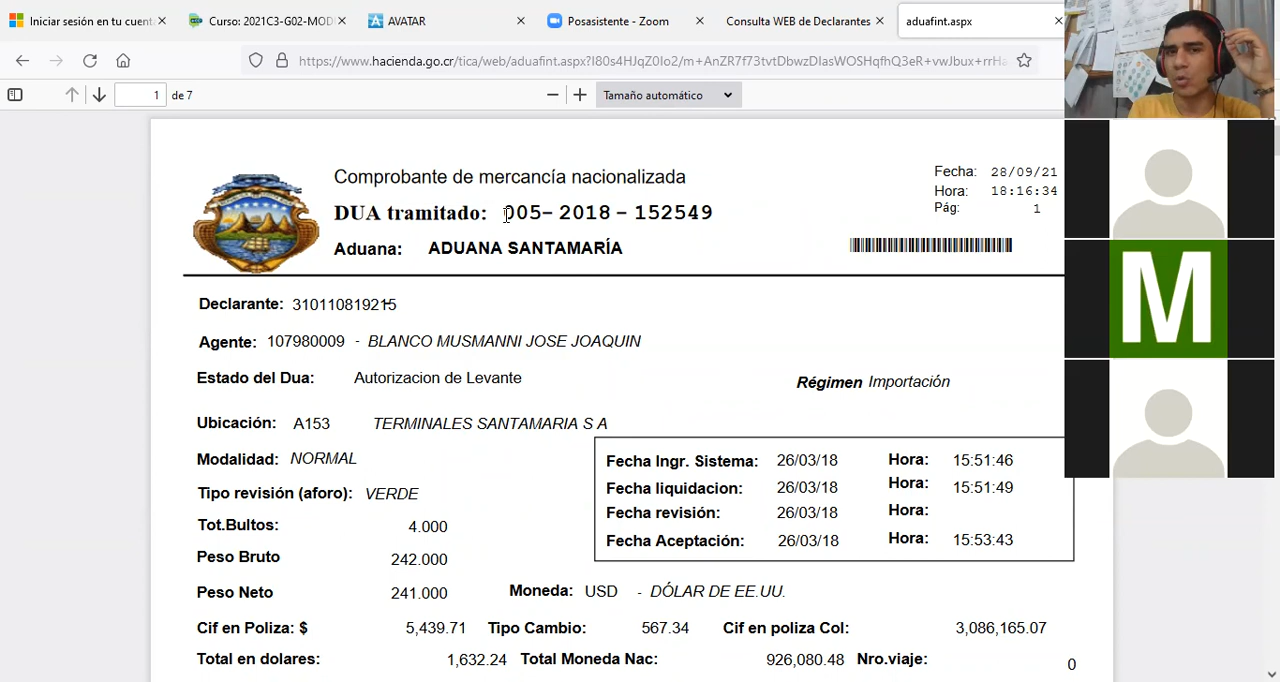 Iniciar sesión en tu cuent
Curso: 2021C3-G02-MOD
AVATAR
Posasistente - Zoom
Consulta WEB de Declarantes
aduafint.aspx
https://www.hacienda.go.cr/tica/web/aduafint.aspx?
1 de 7
Tamaño automático
Comprobante de mercancía nacionalizada
Fecha: 28/09/21
DUA tramitado: 005- 2018 - 152549
Hora: 18:16:34
Pág: 1
Aduana: ADUANA SANTAMARÍA
Declarante: 310110819215
Agente: 107980009 - BLANCO MUSMANNI JOSE JOAQUIN
Estado del Dua: Autorizacion de Levante
Régimen Importación
Ubicación: A153 TERMINALES SANTAMARIA S A
Modalidad: NORMAL
Fecha Ingr. Sistema: 26/03/18 Hora: 15:51:46
Tipo revisión (aforo): VERDE
Fecha liquidacion: 26/03/18 Hora: 15:51:49
Fecha revisión: 26/03/18 Hora:
Tot.Bultos: 4.000
Fecha Aceptación: 26/03/18 Hora: 15:53:43
Peso Bruto 242.000
Peso Neto 241.000
Moneda: USD - DÓLAR DE EE.UU.
Cif en Poliza: $ 5,439.71 Tipo Cambio: 567.34 Cif en poliza Col: 3,086,165.07
Total en dolares: 1,632.24 Total Moneda Nac: 926,080.48 Nro.viaje: 0
M